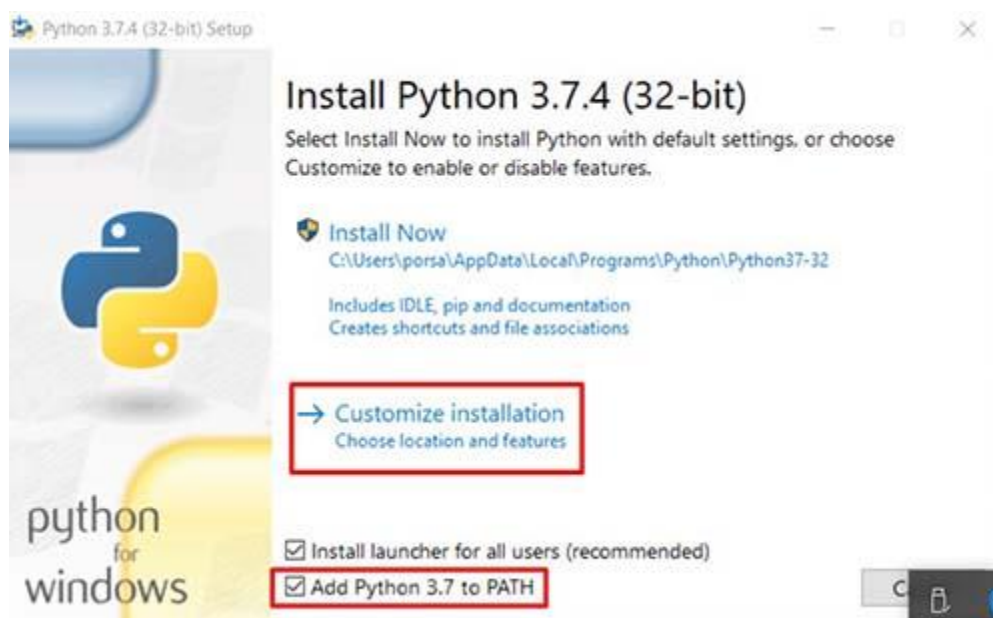 Python 3.7.4 (32-bit) Setup
Install Python 3.7.4 (32-bit)
Select Install Now to install Python with default settings, or choose
Customize to enable or disable features.
Install Now
C:\Users\porsa\AppData\Local\Programs\Python\Python37-32
Includes IDLE, pip and documentation
Creates shortcuts and file associations
Customize installation
Choose location and features
python
for
windows
Install launcher for all users (recommended)
Add Python 3.7 to PATH